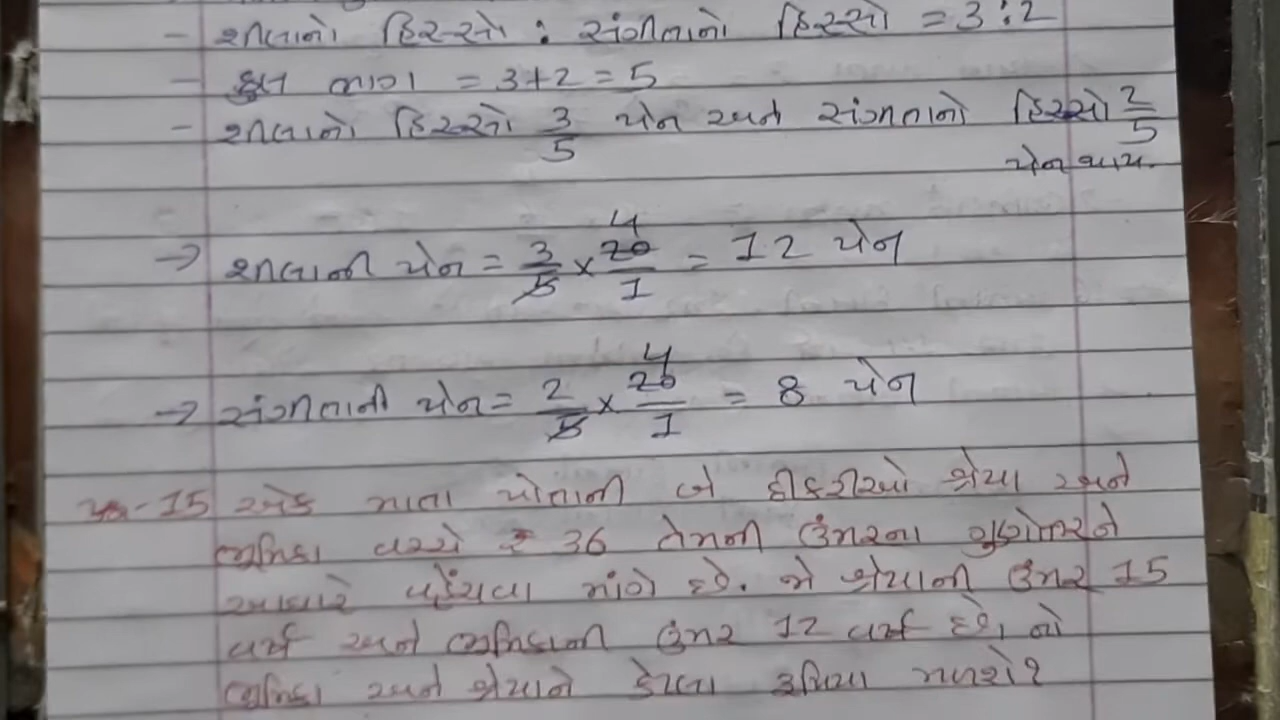 - શીલાનો હિસ્સો : સંગીતાનો હિસ્સો = 3:2
- કુલ ભાગ = 3+2=5
- શીલાનો હિસ્સો 3/5 પેન અને સંગીતાનો હિસ્સો 2/5
પેન થાય.
4
→ શીલાની પેન = 3/5 × 20/1 = 12 પેન
4
→ સંગીતાની પેન = 2/5 × 20/1 = 8 પેન
પ્ર-15 એક માતા પોતાની બે દીકરીઓ શ્રેયા અને
ભૂમિકા વચ્ચે ₹ 36 તેમની ઉંમરના ગુણોત્તરને
આધારે વહેંચવા માંગે છે. જો શ્રેયાની ઉંમર 15
વર્ષ અને ભૂમિકાની ઉંમર 12 વર્ષ છે, તો
ભૂમિકા અને શ્રેયાને કેટલા રૂપિયા મળશે?